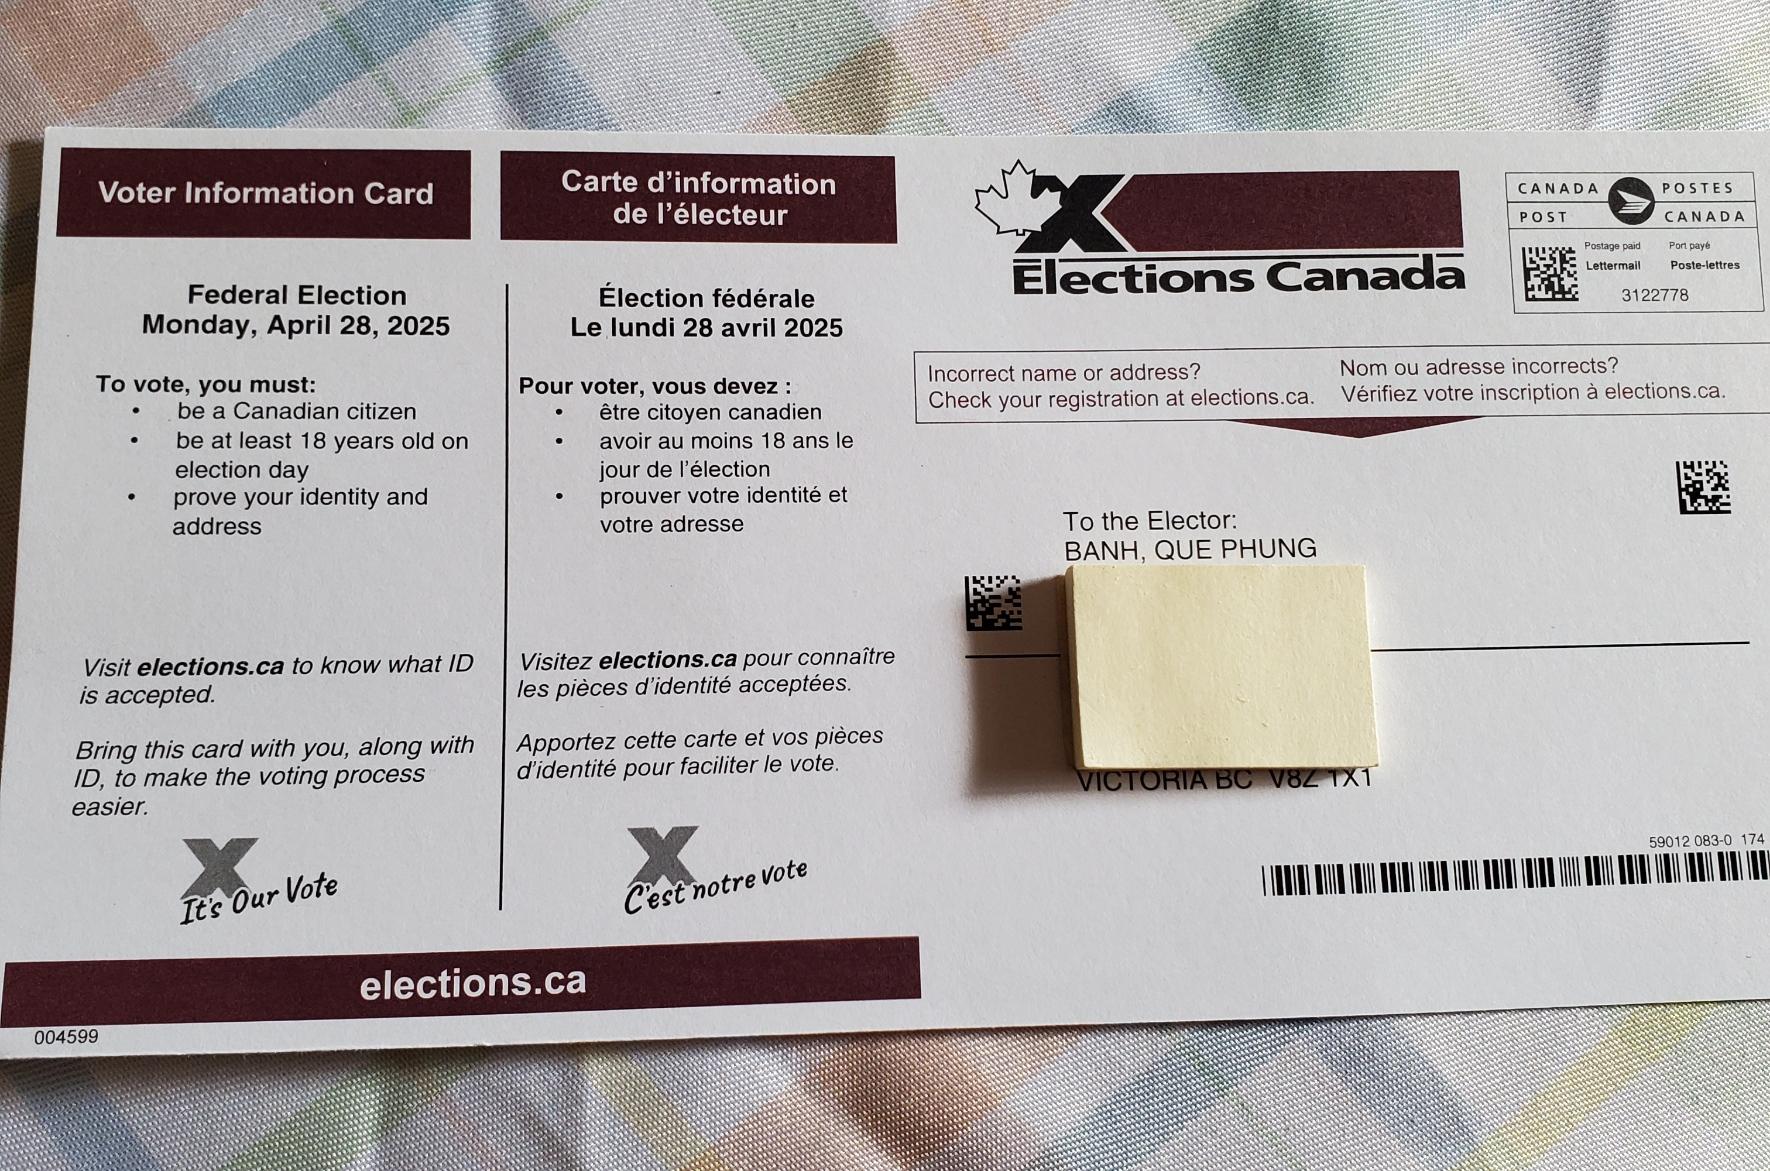 Voter Information Card
Federal Election
Monday, April 28, 2025
To vote, you must:
• be a Canadian citizen
• be at least 18 years old on
election day
• prove your identity and
address
Visit elections.ca to know what ID
is accepted.
Bring this card with you, along with
ID, to make the voting process
easier.
X
It's Our Vote
Carte d'information
de l'électeur
Élection fédérale
Le lundi 28 avril 2025
Pour voter, vous devez :
• être citoyen canadien
• avoir au moins 18 ans le
jour de l'élection
• prouver votre identité et
votre adresse
Visitez elections.ca pour connaître
les pièces d'identité acceptées.
Apportez cette carte et vos pièces
d'identité pour faciliter le vote.
X
C'est notre vote
elections.ca
004599
X
Elections Canada
CANADA POSTES
POST CANADA
Postage paid Port payé
Lettermail Poste-lettres
3122778
Incorrect name or address?
Check your registration at elections.ca.
Nom ou adresse incorrects?
Vérifiez votre inscription à elections.ca.
To the Elector:
BANH, QUE PHUNG
VICTORIA BC V8Z 1X1
59012 083-0 174